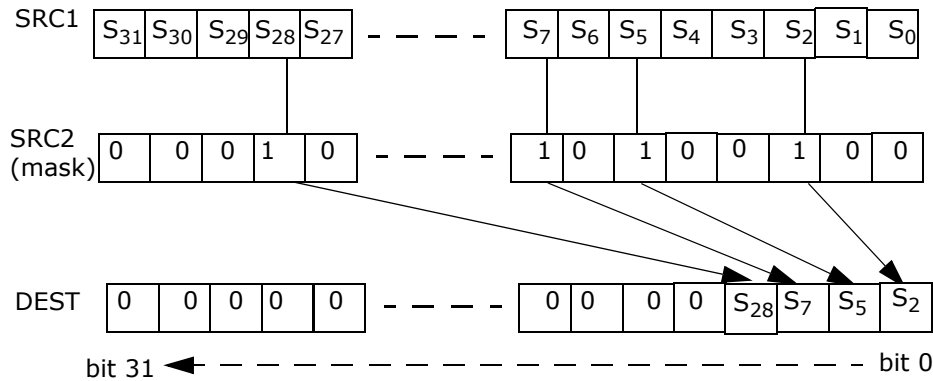 SRC1 S31 S30 S29 S28 S27 S7 S6 S5 S4 S3 S2 S1 S0
SRC2 0 0 0 1 0 1 0 1 0 0 1 0 0
(mask)
DEST 0 0 0 0 0 0 0 0 0 S28 S7 S5 S2
bit 31 bit 0